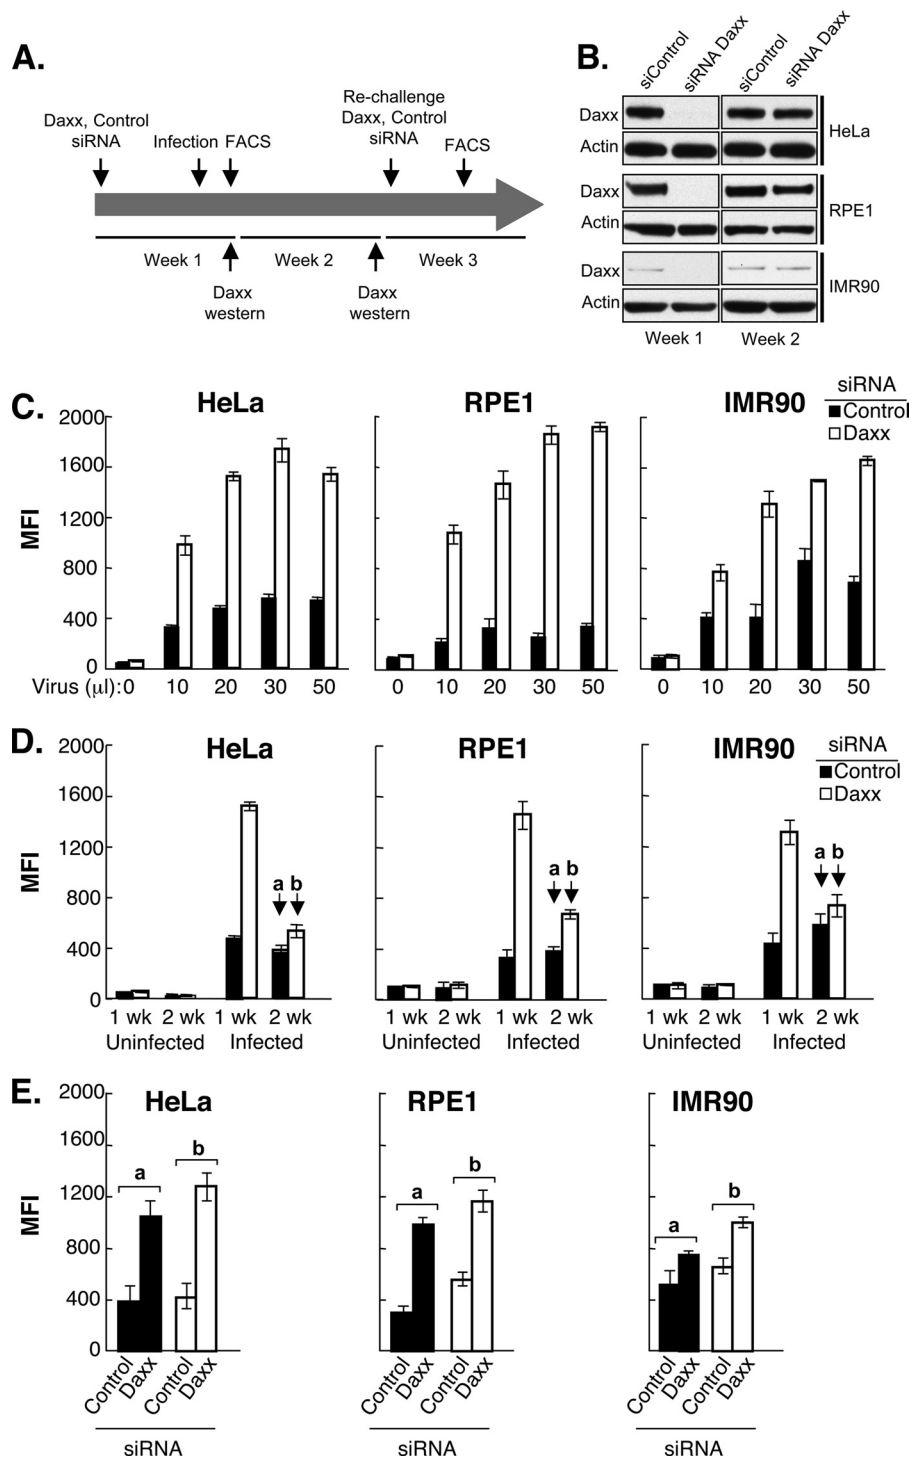 A.
Daxx, Control
siRNA
Infection FACS
Re-challenge
Daxx, Control
siRNA
FACS
Week 1 Week 2 Week 3
Daxx
western
Daxx
western
B.
siControl siRNA Daxx siControl siRNA Daxx
Daxx
Actin
HeLa
Daxx
Actin
RPE1
Daxx
Actin
IMR90
Week 1 Week 2
C.
HeLa RPE1 IMR90
siRNA
Control
Daxx
2000
1600
1200
800
400
0
MFI
Virus (µl): 0 10 20 30 50 0 10 20 30 50 0 10 20 30 50
D.
HeLa RPE1 IMR90
siRNA
Control
Daxx
2000
1600
1200
800
400
0
MFI
a b a b a b
1 wk 2 wk 1 wk 2 wk 1 wk 2 wk 1 wk 2 wk 1 wk 2 wk 1 wk 2 wk
Uninfected Infected Uninfected Infected Uninfected Infected
E.
HeLa RPE1 IMR90
2000
1600
1200
800
400
0
MFI
a b a b a b
Control Daxx Control Daxx Control Daxx Control Daxx Control Daxx Control Daxx
siRNA siRNA siRNA